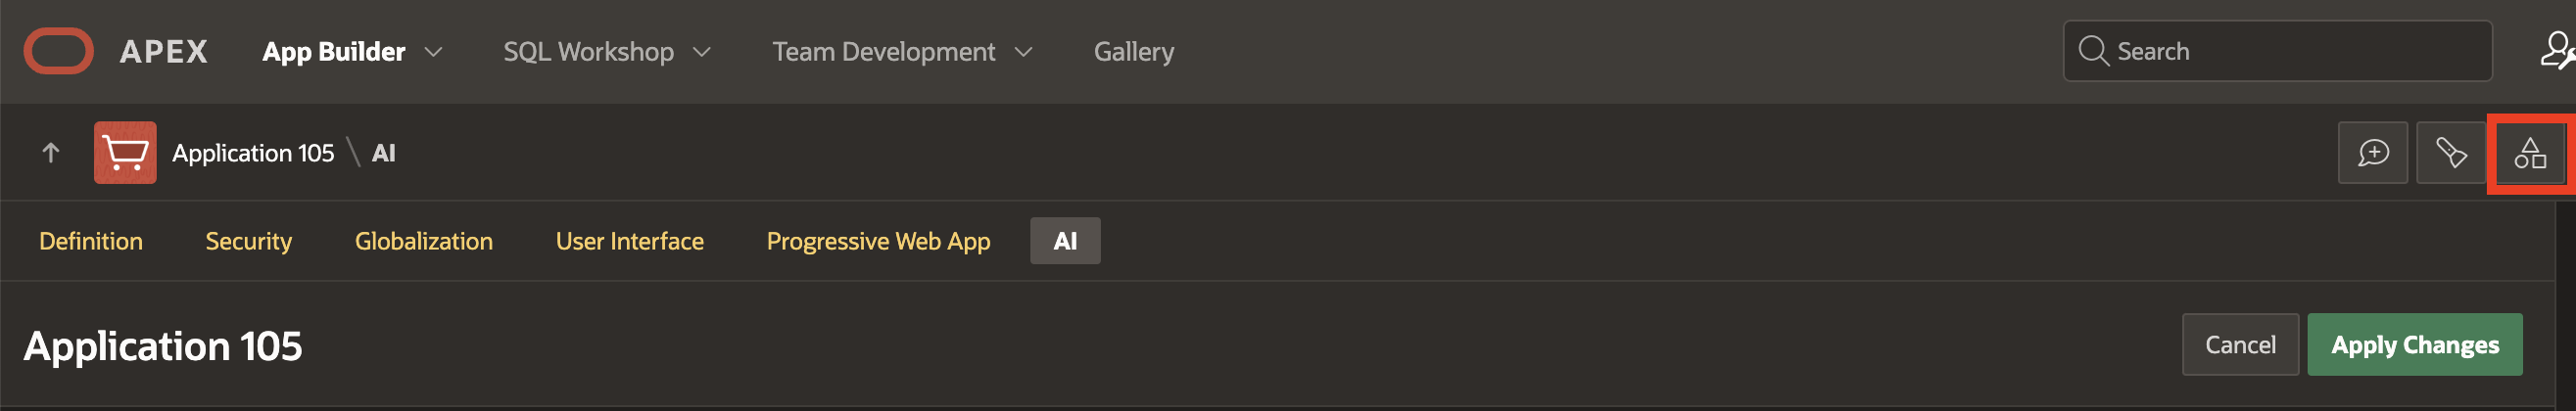 APEX App Builder SQL Workshop Team Development Gallery Search
Application 105 \ AI
Definition Security Globalization User Interface Progressive Web App AI
Application 105 Cancel Apply Changes